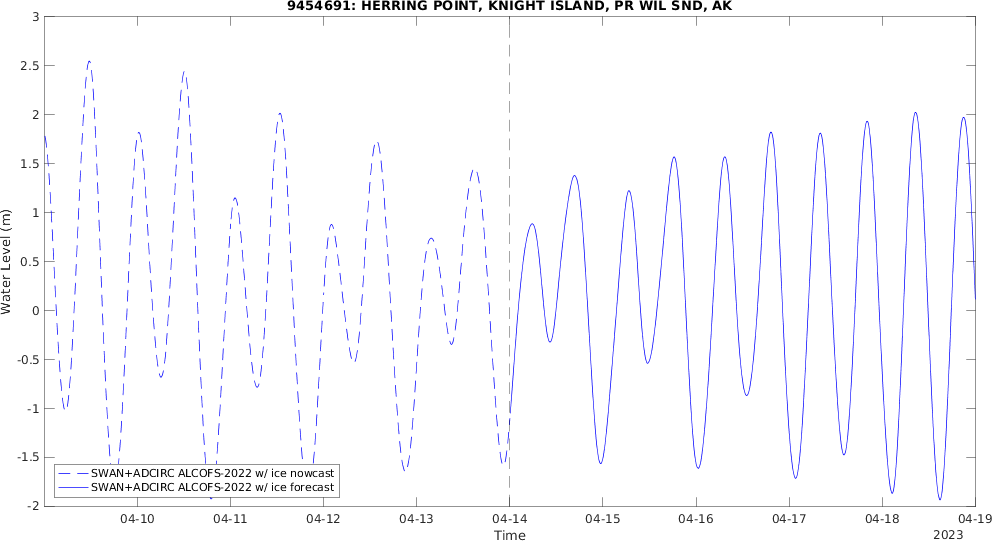 9454691: HERRING POINT, KNIGHT ISLAND, PR WIL SND, AK
3
2.5
2
1.5
1
0.5
0
-0.5
-1
-1.5
-2
Water Level (m)
SWAN+ADCIRC ALCOFS-2022 w/ ice nowcast
SWAN+ADCIRC ALCOFS-2022 w/ ice forecast
04-10 04-11 04-12 04-13 04-14 04-15 04-16 04-17 04-18 04-19
Time
2023